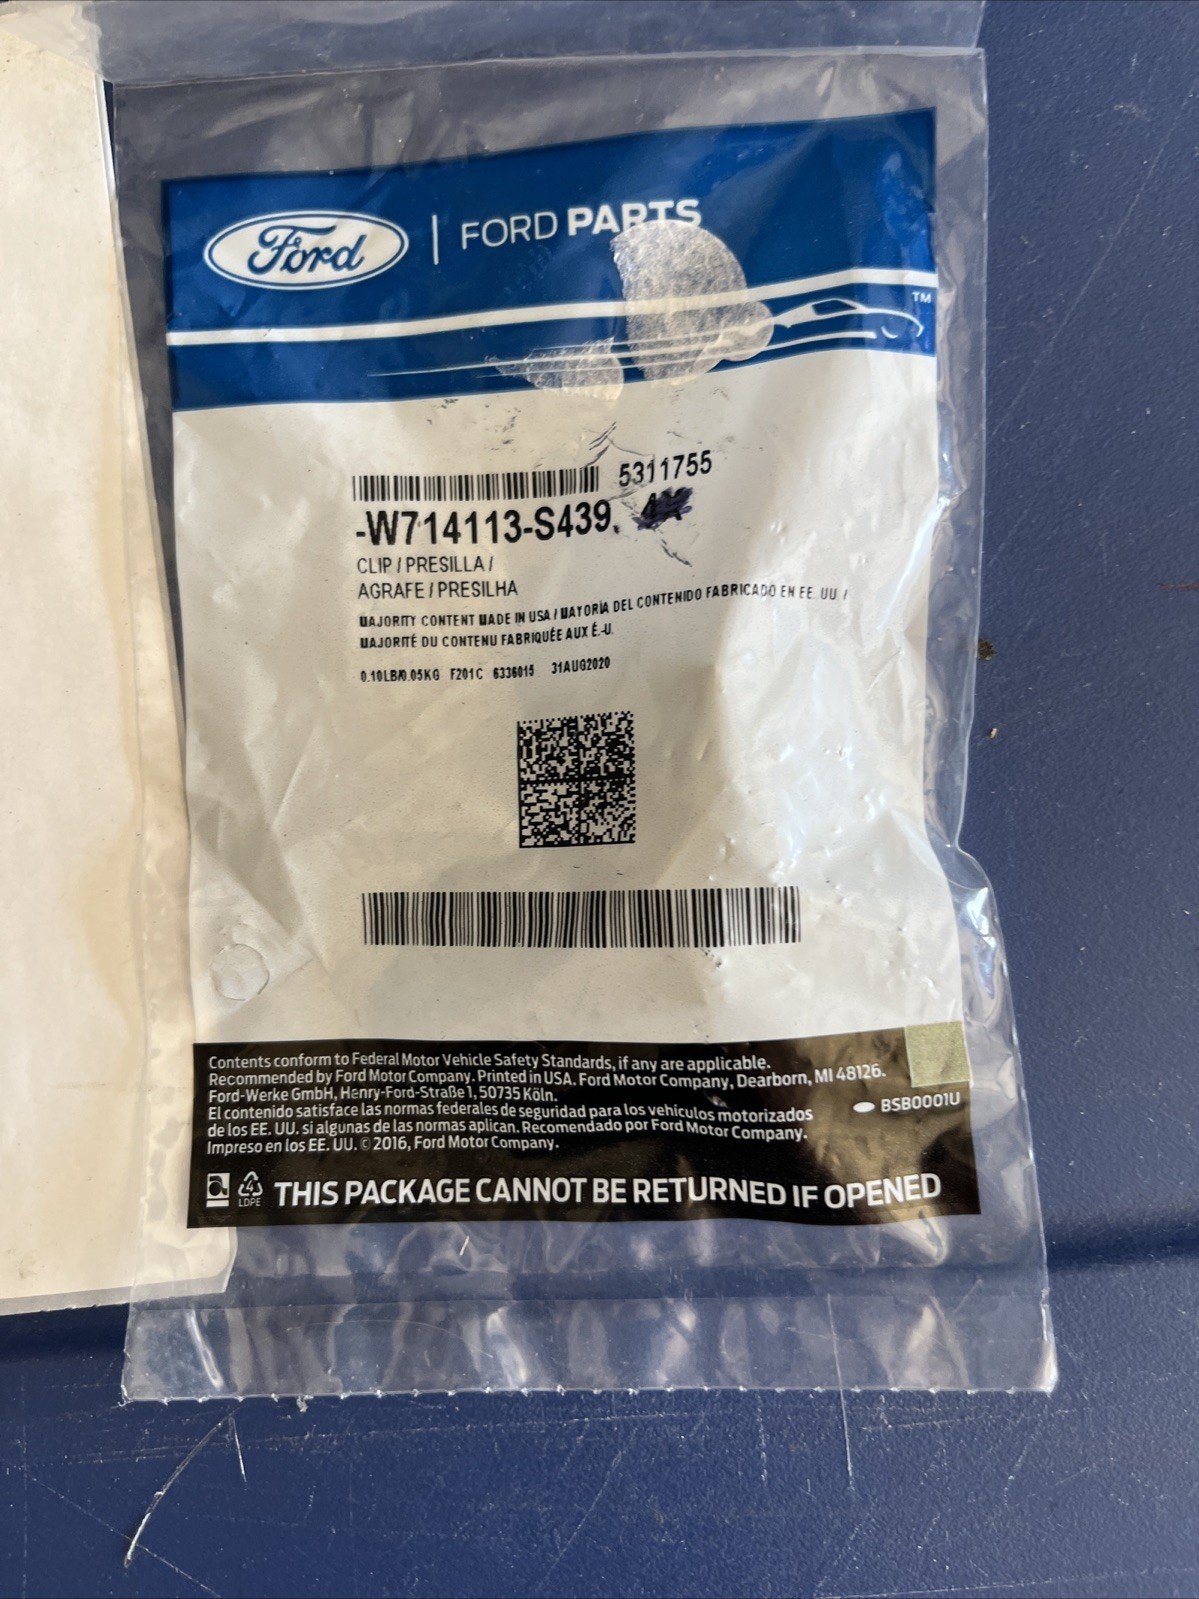 Ford | FORD PARTS
TM
5311755
-W714113-S439. 4X
CLIP / PRESILLA /
AGRAFE / PRESILHA
MAJORITY CONTENT MADE IN USA / MAYORÍA DEL CONTENIDO FABRICADO EN EE. UU. /
MAJORITÉ DU CONTENU FABRIQUÉE AUX É.-U.
0.10LB/0.05KG F201C 6336015 31AUG2020
Contents conform to Federal Motor Vehicle Safety Standards, if any are applicable.
Recommended by Ford Motor Company. Printed in USA. Ford Motor Company, Dearborn, MI 48126.
Ford-Werke GmbH, Henry-Ford-Straße 1, 50735 Köln.
El contenido satisface las normas federales de seguridad para los vehículos motorizados
de los EE. UU. si algunas de las normas aplican. Recomendado por Ford Motor Company.
Impreso en los EE. UU. © 2016, Ford Motor Company.
BSB0001U
4
LDPE
THIS PACKAGE CANNOT BE RETURNED IF OPENED